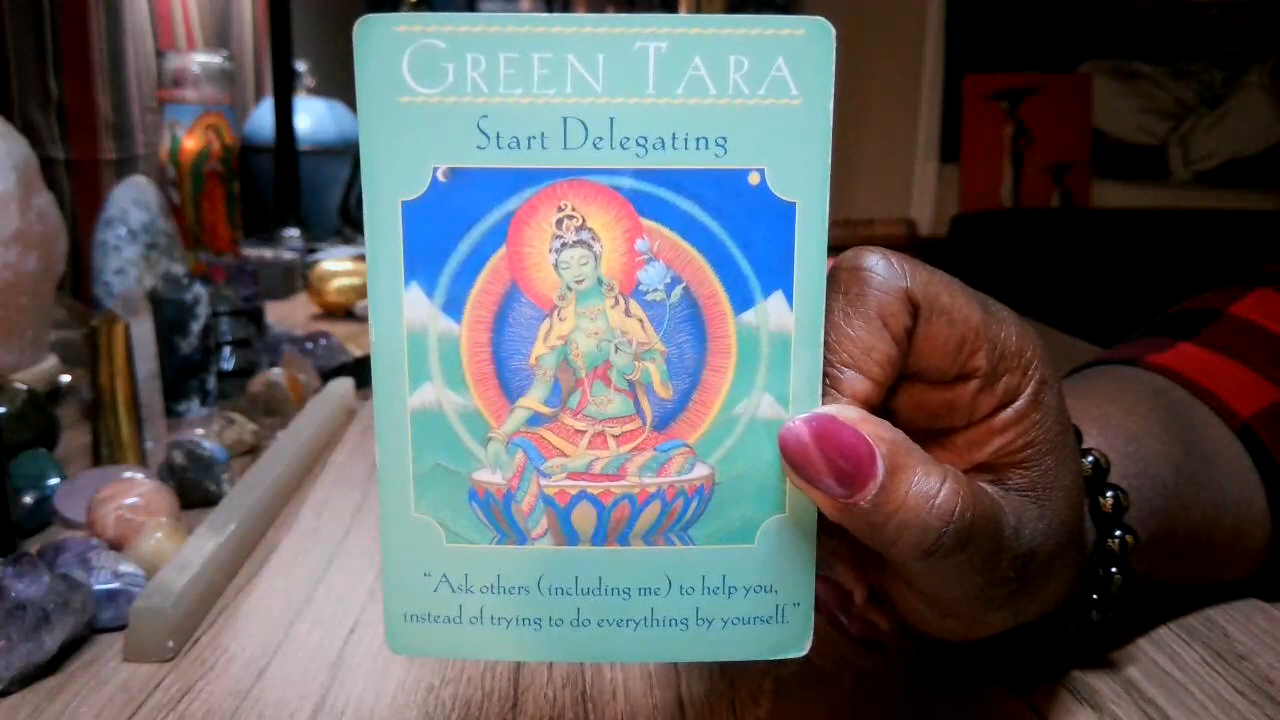 GREEN TARA
Start Delegating
“Ask others (including me) to help you,
instead of trying to do everything by yourself.”